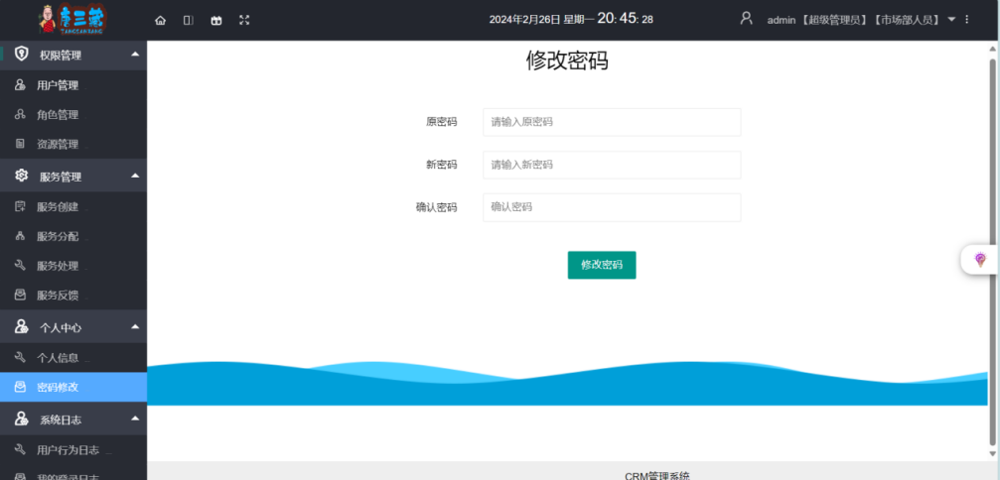 唐三藏
TANGSANZANG
2024年2月26日 星期一 20:45:28
admin 【超级管理员】【市场部人员】
权限管理
用户管理
角色管理
资源管理
服务管理
服务创建
服务分配
服务处理
服务反馈
个人中心
个人信息
密码修改
系统日志
用户行为日志
我的登录日志
修改密码
原密码 请输入原密码
新密码 请输入新密码
确认密码 确认密码
修改密码
CRM管理系统